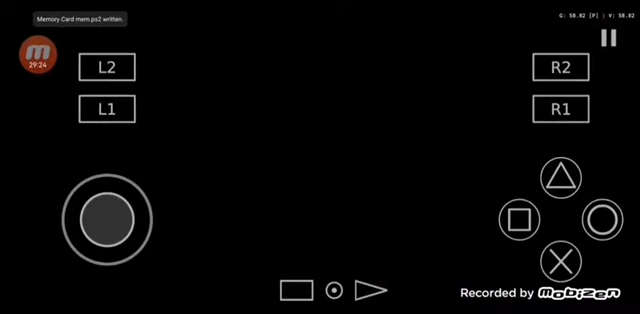 Memory Card mem.ps2 written.
G: 58.82 [P] | V: 58.82
29:24
L2
R2
L1
R1
Recorded by mobizen